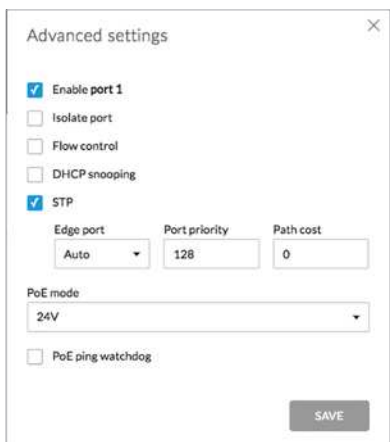 Advanced settings
Enable port 1
Isolate port
Flow control
DHCP snooping
STP
Edge port Port priority Path cost
Auto 128 0
PoE mode
24V
PoE ping watchdog
SAVE